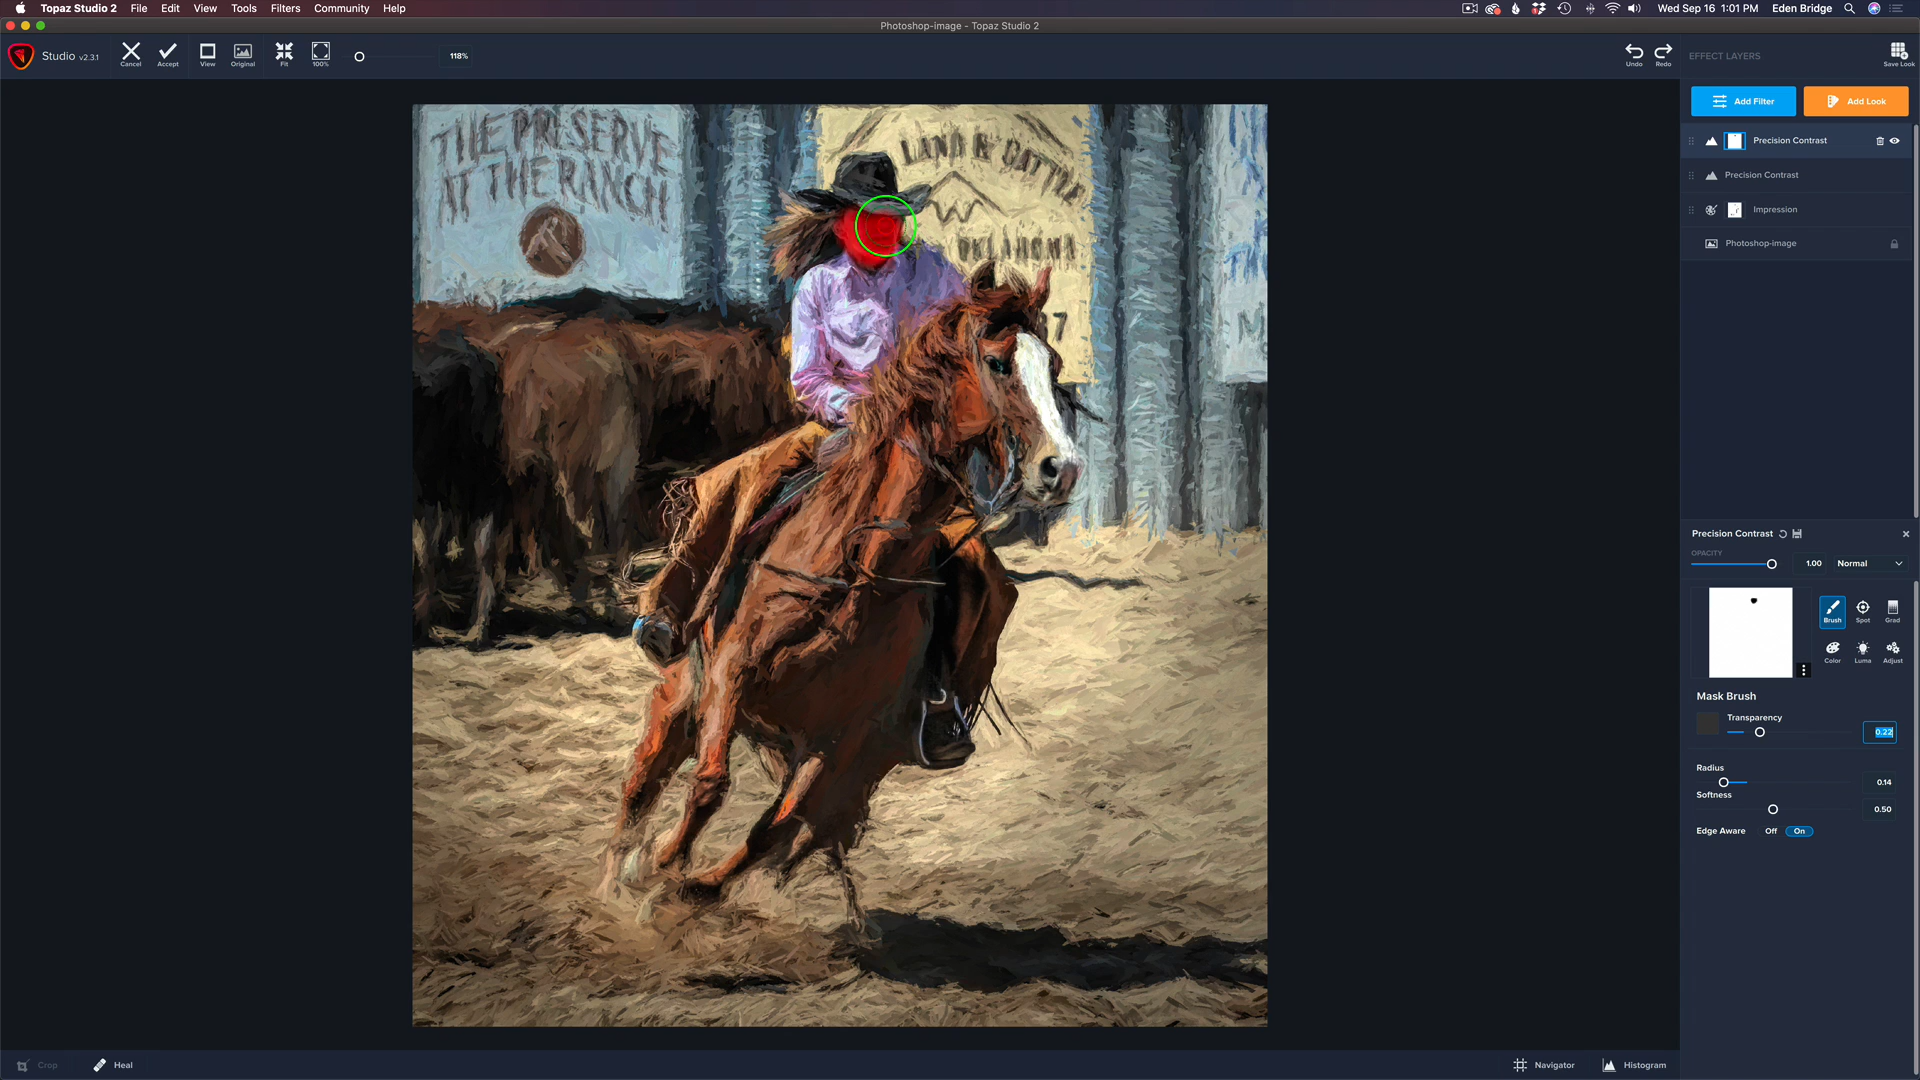 Topaz Studio 2 File Edit View Tools Filters Community Help
Wed Sep 16 1:01 PM Eden Bridge
Photoshop-image - Topaz Studio 2
Studio v2.3.1
Cancel Accept View Original Fit 100% 118%
Undo Redo
EFFECT LAYERS
Save Look
Add Filter Add Look
Precision Contrast
Precision Contrast
Impression
Photoshop-image
THE PRESERVE
AT THE RANCH
OKLAHOMA
Precision Contrast
OPACITY
1.00 Normal
Brush Spot Grad
Color Luma Adjust
Mask Brush
Transparency
0.22
Radius
0.14
Softness
0.50
Edge Aware Off On
Crop Heal
Navigator Histogram